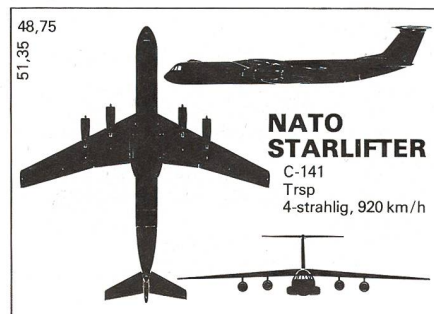 48,75
51,35
NATO
STARLIFTER
C-141
Trsp
4-strahlig, 920 km/h